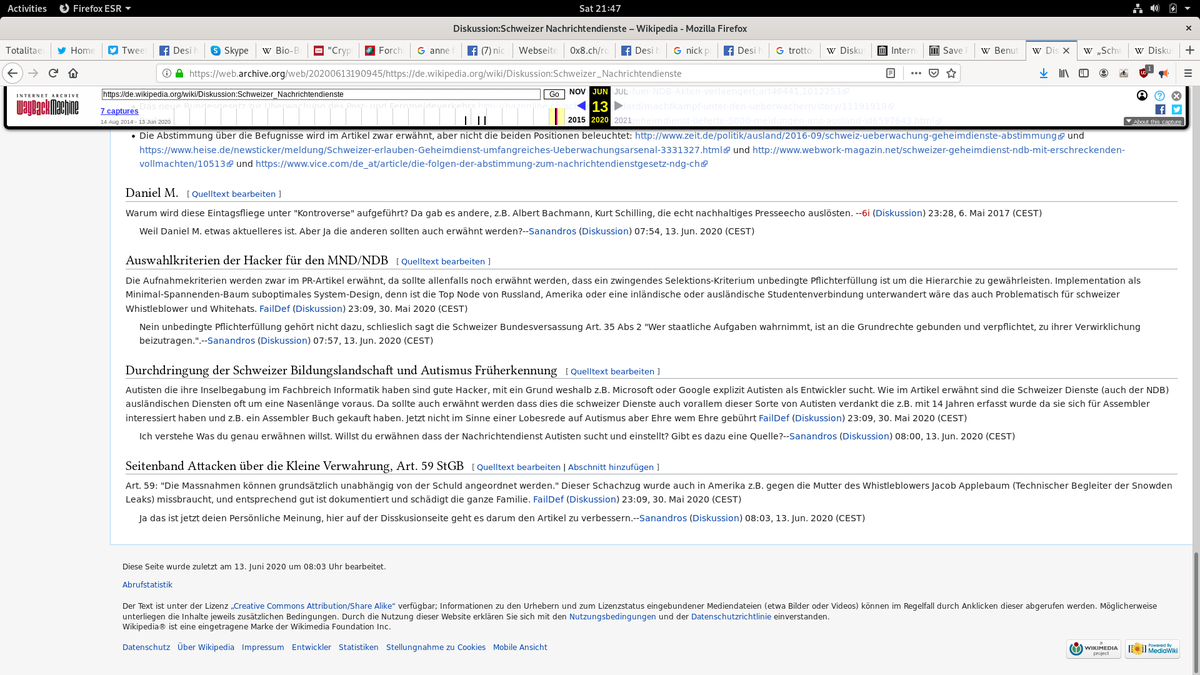 Activities
Firefox ESR
Sat 21:47
Diskussion:Schweizer Nachrichtendienste – Wikipedia - Mozilla Firefox
Totalitae
Home
Twee
Desi h
Skype
Bio-B
"Cryp
Forch
anne f
(7) nic
Webseite
0x8.ch/ro
Desi h
nick p
Desi h
trotto
Disku
Intern
Save P
Benut
Dis
„Schw
Disku
https://web.archive.org/web/20200613190945/https://de.wikipedia.org/wiki/Diskussion:Schweizer_Nachrichtendienste
INTERNET ARCHIVE
WayBackMachine
https://de.wikipedia.org/wiki/Diskussion:Schweizer_Nachrichtendienste
Go
NOV
JUN
JUL
7 captures
13
14 Aug 2014 - 13 Jun 2020
2015
2020
2021
About this capture
• Die Abstimmung über die Befugnisse wird im Artikel zwar erwähnt, aber nicht die beiden Positionen beleuchtet: http://www.zeit.de/politik/ausland/2016-09/schweiz-ueberwachung-geheimdienste-abstimmung und
https://www.heise.de/newsticker/meldung/Schweizer-erlauben-Geheimdienst-umfangreiches-Ueberwachungsarsenal-3331327.html und http://www.webwork-magazin.net/schweizer-geheimdienst-ndb-mit-erschreckenden-
vollmachten/10513 und https://www.vice.com/de_at/article/die-folgen-der-abstimmung-zum-nachrichtendienstgesetz-ndg-ch
Daniel M. [ Quelltext bearbeiten ]
Warum wird diese Eintagsfliege unter "Kontroverse" aufgeführt? Da gab es andere, z.B. Albert Bachmann, Kurt Schilling, die echt nachhaltiges Presseecho auslösten. --6i (Diskussion) 23:28, 6. Mai 2017 (CEST)
Weil Daniel M. etwas aktuelleres ist. Aber Ja die anderen sollten auch erwähnt werden?--Sanandros (Diskussion) 07:54, 13. Jun. 2020 (CEST)
Auswahlkriterien der Hacker für den MND/NDB [ Quelltext bearbeiten ]
Die Aufnahmekriterien werden zwar im PR-Artikel erwähnt, da sollte allenfalls noch erwähnt werden, dass ein zwingendes Selektions-Kriterium unbedingte Pflichterfüllung ist um die Hierarchie zu gewährleisten. Implementation als
Minimal-Spannenden-Baum suboptimales System-Design, denn ist die Top Node von Russland, Amerika oder eine inländische oder ausländische Studentenverbindung unterwandert wäre das auch Problematisch für schweizer
Whistleblower und Whitehats. FailDef (Diskussion) 23:09, 30. Mai 2020 (CEST)
Nein unbedingte Pflichterfüllung gehört nicht dazu, schlieslich sagt die Schweizer Bundesversassung Art. 35 Abs 2 "Wer staatliche Aufgaben wahrnimmt, ist an die Grundrechte gebunden und verpflichtet, zu ihrer Verwirklichung
beizutragen.".--Sanandros (Diskussion) 07:57, 13. Jun. 2020 (CEST)
Durchdringung der Schweizer Bildungslandschaft und Autismus Früherkennung [ Quelltext bearbeiten ]
Autisten die ihre Inselbegabung im Fachbereich Informatik haben sind gute Hacker, mit ein Grund weshalb z.B. Microsoft oder Google explizit Autisten als Entwickler sucht. Wie im Artikel erwähnt sind die Schweizer Dienste (auch der NDB)
ausländischen Diensten oft um eine Nasenlänge voraus. Da sollte auch erwähnt werden dass dies die schweizer Dienste auch vorallem dieser Sorte von Autisten verdankt die z.B. mit 14 Jahren erfasst wurde da sie sich für Assembler
interessiert haben und z.B. ein Assembler Buch gekauft haben. Jetzt nicht im Sinne einer Lobesrede auf Autismus aber Ehre wem Ehre gebührt FailDef (Diskussion) 23:09, 30. Mai 2020 (CEST)
Ich verstehe Was du genau erwähnen willst. Willst du erwähnen dass der Nachrichtendienst Autisten sucht und einstellt? Gibt es dazu eine Quelle?--Sanandros (Diskussion) 08:00, 13. Jun. 2020 (CEST)
Seitenband Attacken über die Kleine Verwahrung, Art. 59 StGB [ Quelltext bearbeiten | Abschnitt hinzufügen ]
Art. 59: "Die Massnahmen können grundsätzlich unabhängig von der Schuld angeordnet werden." Dieser Schachzug wurde auch in Amerika z.B. gegen die Mutter des Whistleblowers Jacob Applebaum (Technischer Begleiter der Snowden
Leaks) missbraucht, und entsprechend gut ist dokumentiert und schädigt die ganze Familie. FailDef (Diskussion) 23:09, 30. Mai 2020 (CEST)
Ja das ist jetzt deien Persönliche Meinung, hier auf der Disskusionseite geht es darum den Artikel zu verbessern.--Sanandros (Diskussion) 08:03, 13. Jun. 2020 (CEST)
Diese Seite wurde zuletzt am 13. Juni 2020 um 08:03 Uhr bearbeitet.
Abrufstatistik
Der Text ist unter der Lizenz „Creative Commons Attribution/Share Alike“ verfügbar; Informationen zu den Urhebern und zum Lizenzstatus eingebundener Mediendateien (etwa Bilder oder Videos) können im Regelfall durch Anklicken dieser abgerufen werden. Möglicherweise
unterliegen die Inhalte jeweils zusätzlichen Bedingungen. Durch die Nutzung dieser Website erklären Sie sich mit den Nutzungsbedingungen und der Datenschutzrichtlinie einverstanden.
Wikipedia® ist eine eingetragene Marke der Wikimedia Foundation Inc.
Datenschutz Über Wikipedia Impressum Entwickler Statistiken Stellungnahme zu Cookies Mobile Ansicht
WIKIMEDIA project
Powered By MediaWiki